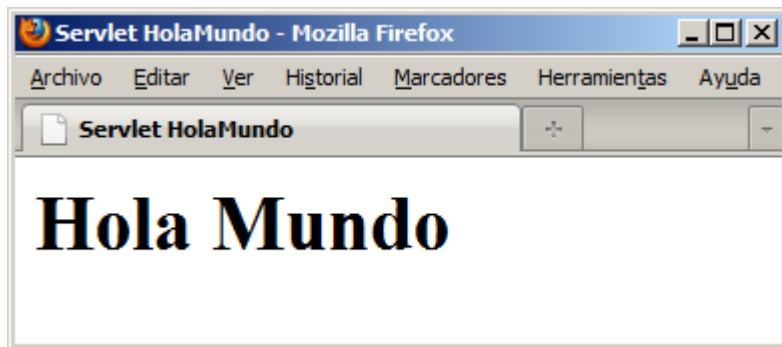 Servlet HolaMundo - Mozilla Firefox
Archivo Editar Ver Historial Marcadores Herramientas Ayuda
Servlet HolaMundo
Hola Mundo